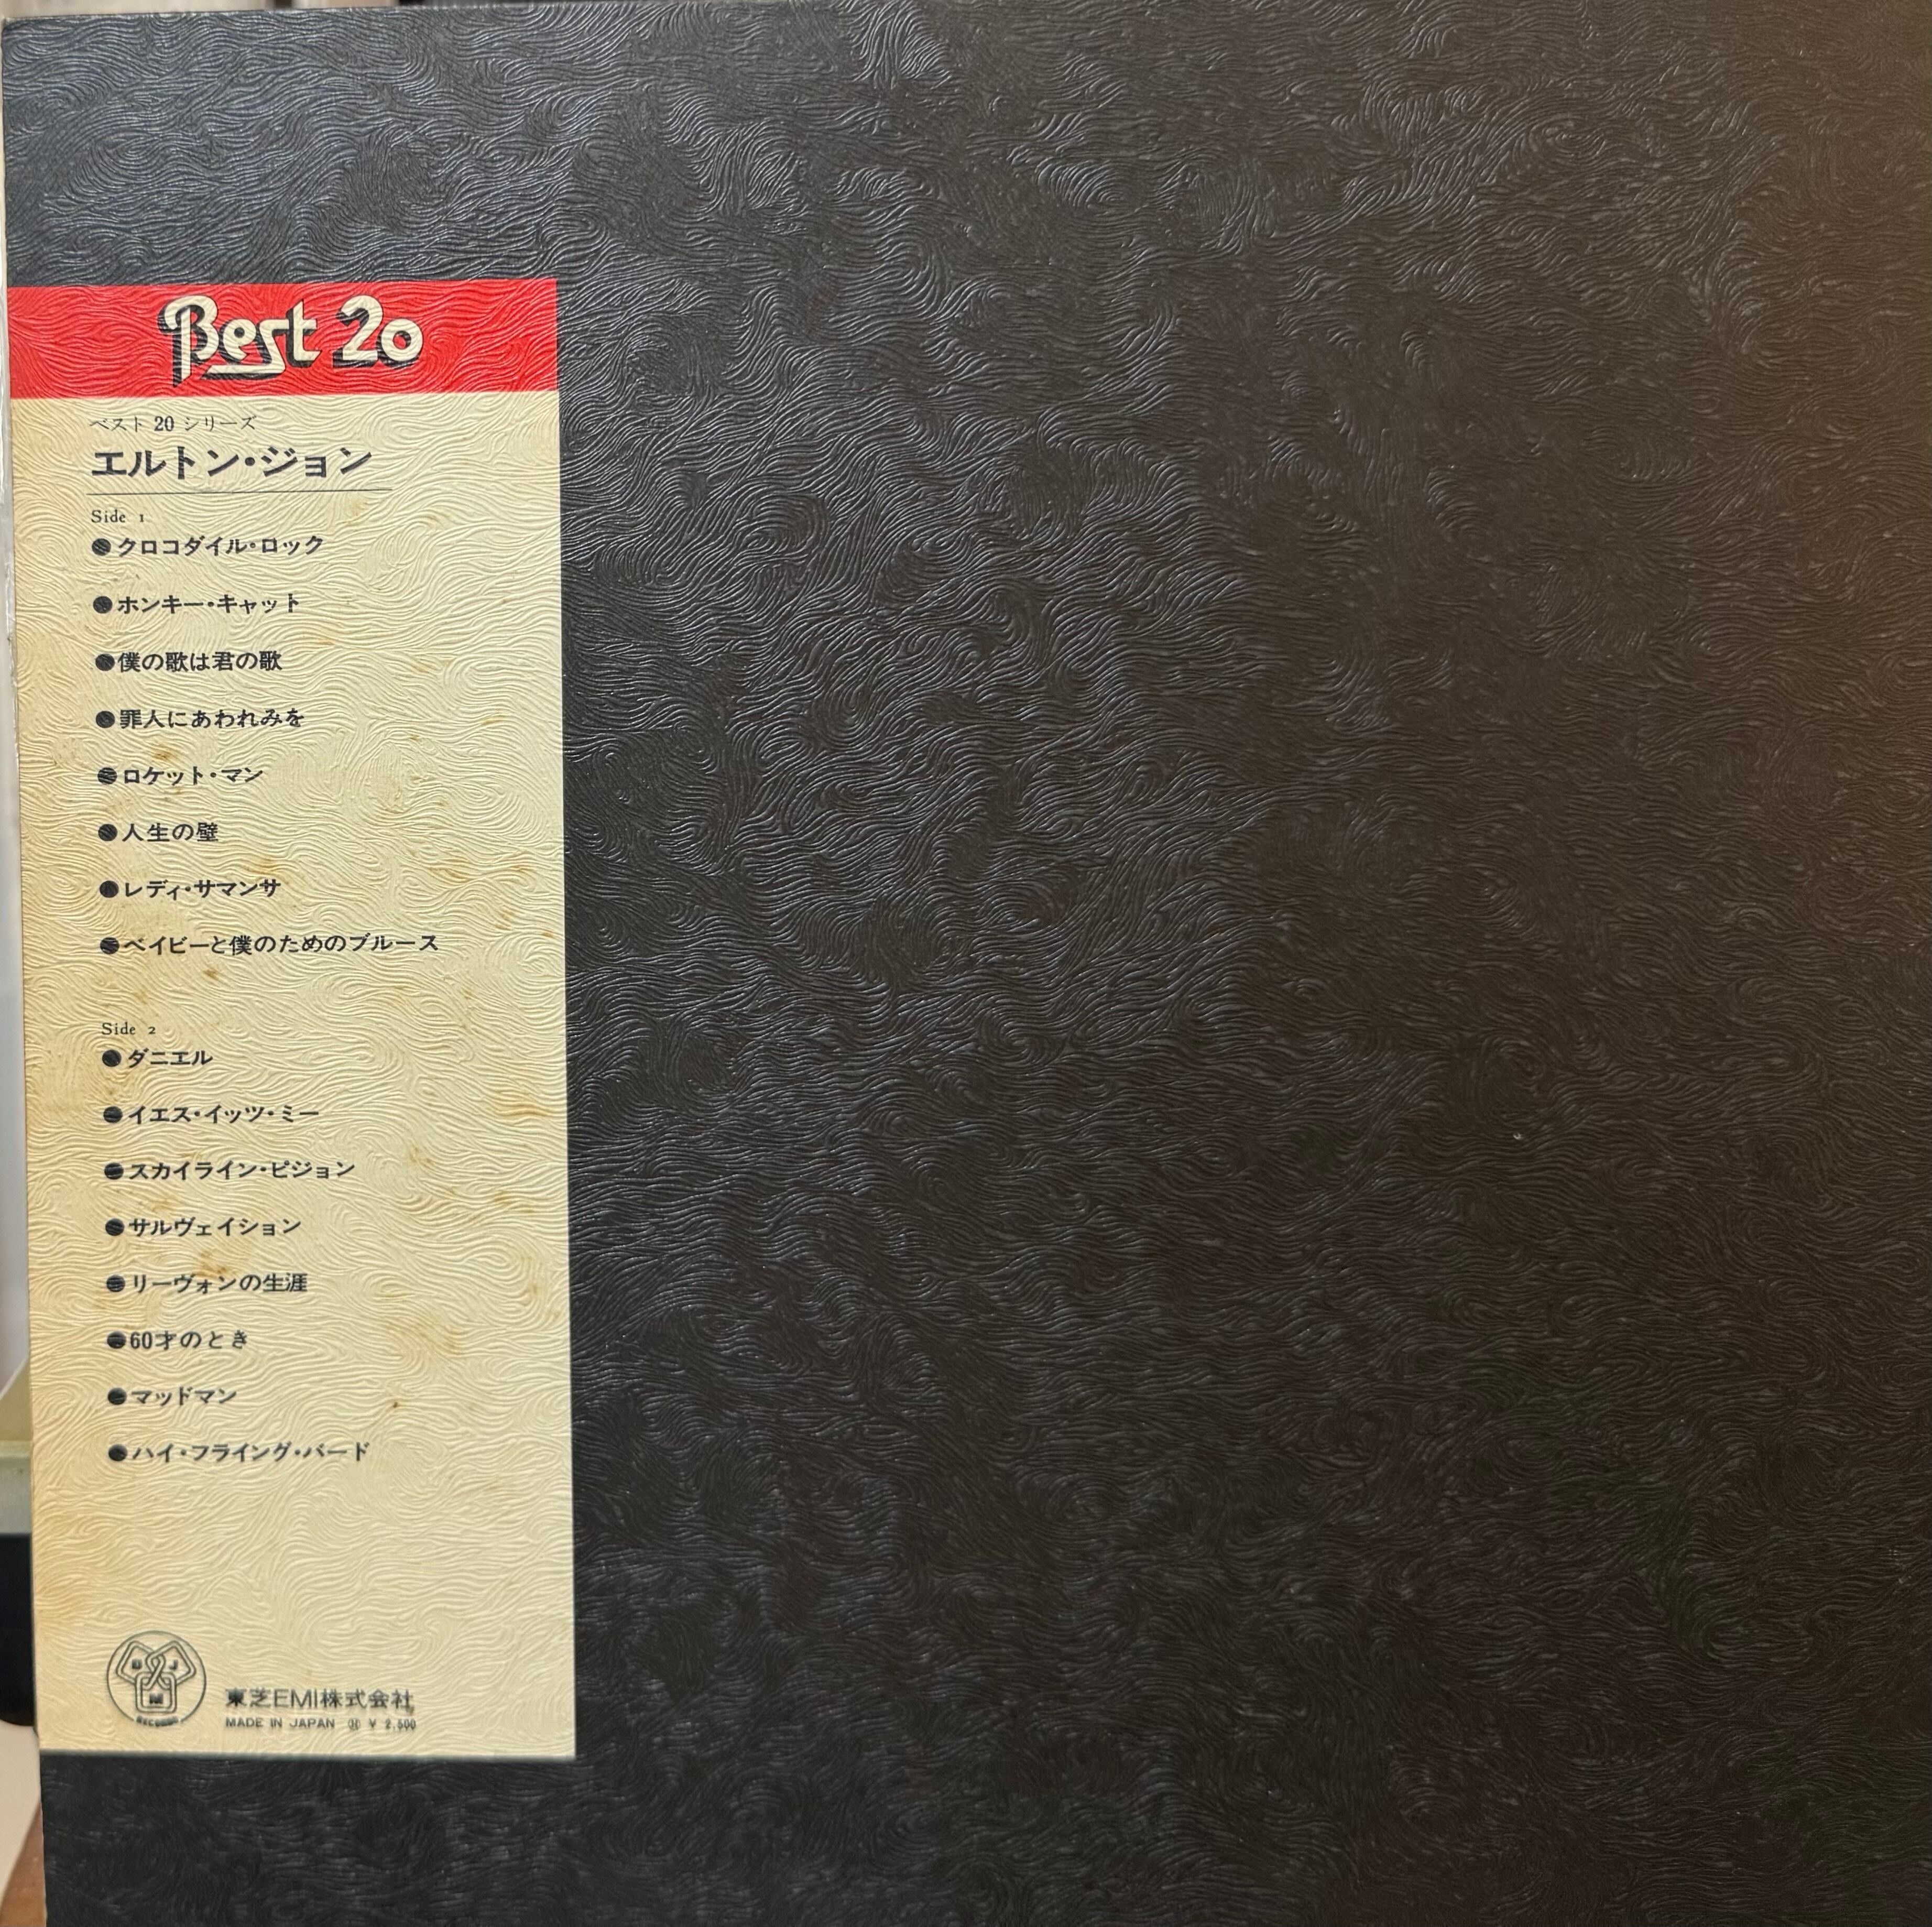 Best 20
ベスト 20 シリーズ
エルトン・ジョン
Side 1
●クロコダイル・ロック
●ホンキー・キャット
●僕の歌は君の歌
●罪人にあわれみを
●ロケット・マン
●人生の壁
●レディ・サマンサ
●ベイビーと僕のためのブルース
Side 2
●ダニエル
●イエス・イッツ・ミー
●スカイライン・ピジョン
●サルヴェイション
●リーヴォンの生涯
●60才のとき
●マッドマン
●ハイ・フライング・バード
D J
M
RECORDS
東芝EMI株式会社
MADE IN JAPAN ¥ 2,500